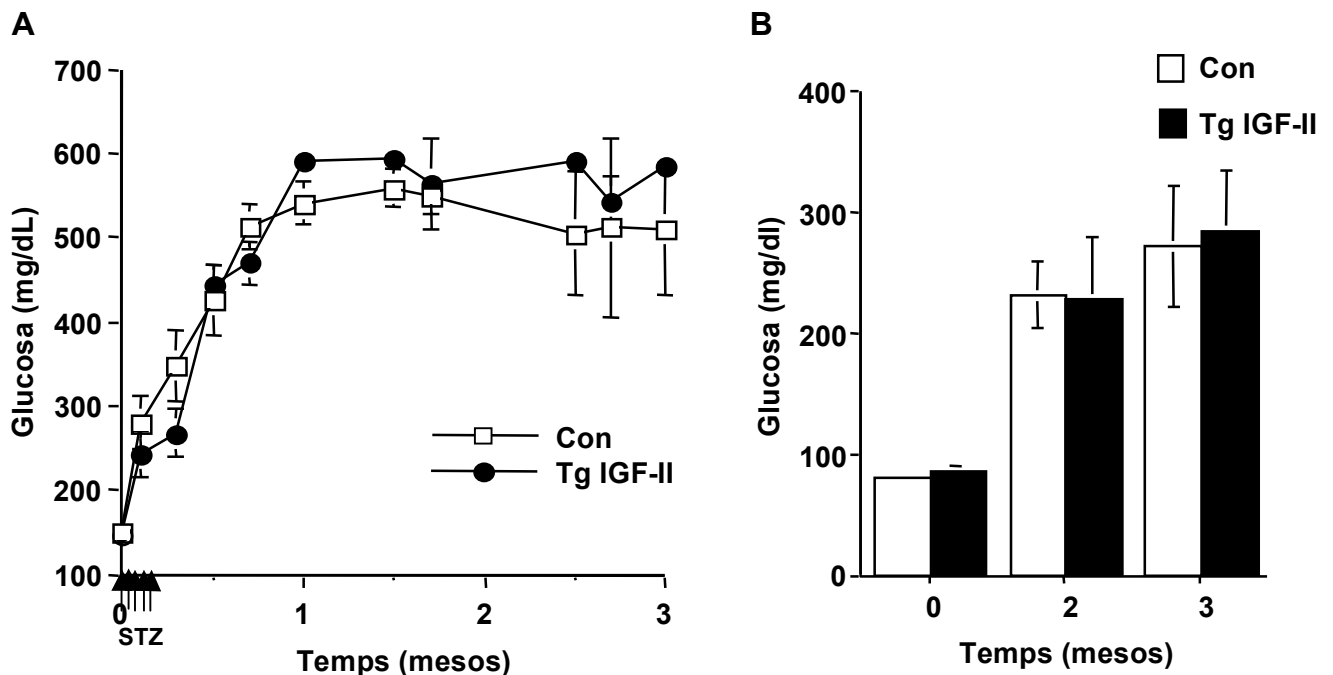 A
700
600
500
400
300
200
100
Glucosa (mg/dL)
Con
Tg IGF-II
0
1
2
3
STZ
Temps (mesos)
B
Con
Tg IGF-II
400
300
200
100
0
Glucosa (mg/dl)
0
2
3
Temps (mesos)